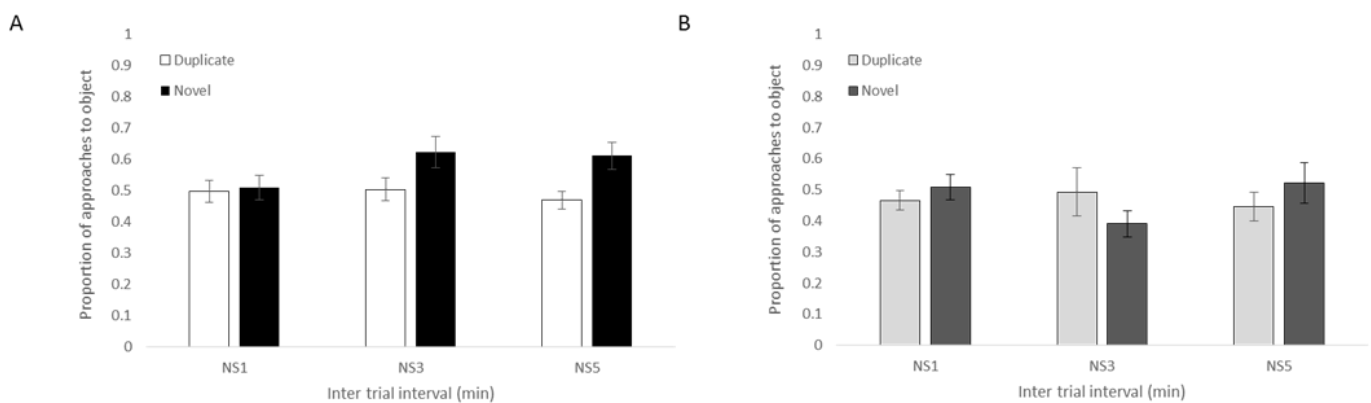 A
Proportion of approaches to object
1
0.9
0.8
0.7
0.6
0.5
0.4
0.3
0.2
0.1
0
Duplicate
Novel
NS1 NS3 NS5
Inter trial interval (min)
B
Proportion of approaches to object
1
0.9
0.8
0.7
0.6
0.5
0.4
0.3
0.2
0.1
0
Duplicate
Novel
NS1 NS3 NS5
Inter trial interval (min)